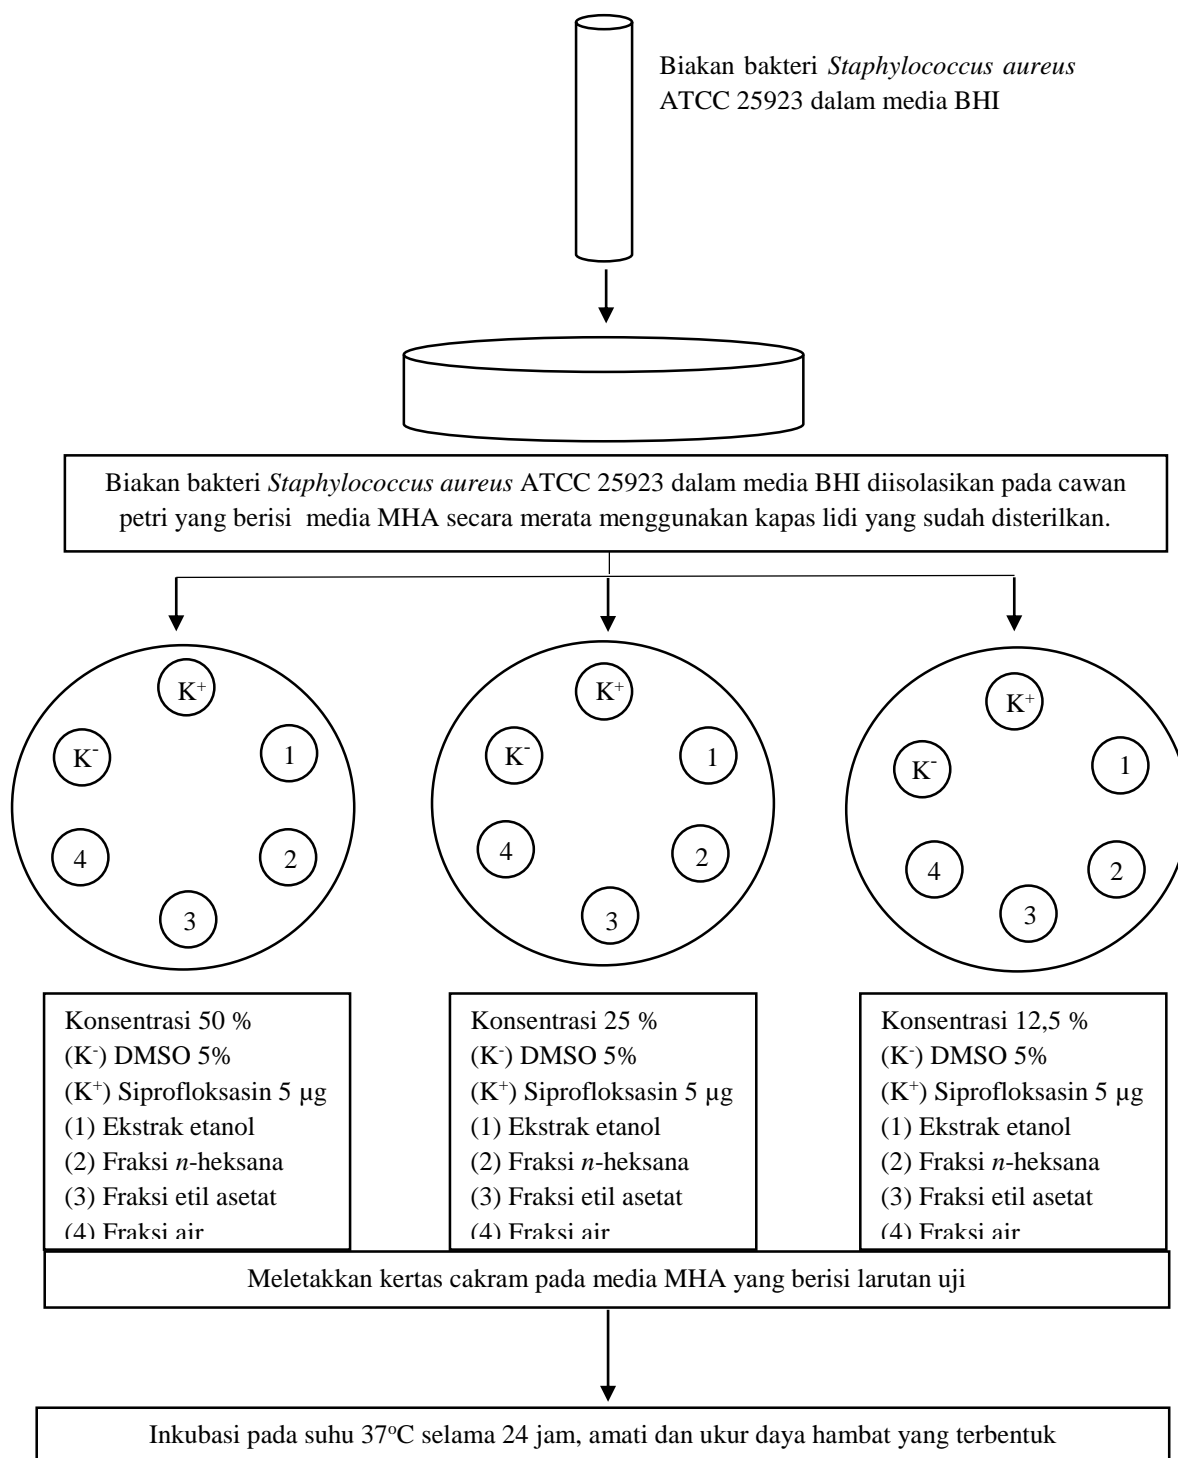 Biakan bakteri Staphylococcus aureus
ATCC 25923 dalam media BHI
Biakan bakteri Staphylococcus aureus ATCC 25923 dalam media BHI diisolasikan pada cawan
petri yang berisi media MHA secara merata menggunakan kapas lidi yang sudah disterilkan.
K⁺
K⁻
1
4
2
3
K⁺
K⁻
1
4
2
3
K⁺
K⁻
1
4
2
3
Konsentrasi 50 %
(K⁻) DMSO 5%
(K⁺) Siprofloksasin 5 µg
(1) Ekstrak etanol
(2) Fraksi n-heksana
(3) Fraksi etil asetat
(4) Fraksi air
Konsentrasi 25 %
(K⁻) DMSO 5%
(K⁺) Siprofloksasin 5 µg
(1) Ekstrak etanol
(2) Fraksi n-heksana
(3) Fraksi etil asetat
(4) Fraksi air
Konsentrasi 12,5 %
(K⁻) DMSO 5%
(K⁺) Siprofloksasin 5 µg
(1) Ekstrak etanol
(2) Fraksi n-heksana
(3) Fraksi etil asetat
(4) Fraksi air
Meletakkan kertas cakram pada media MHA yang berisi larutan uji
Inkubasi pada suhu 37°C selama 24 jam, amati dan ukur daya hambat yang terbentuk